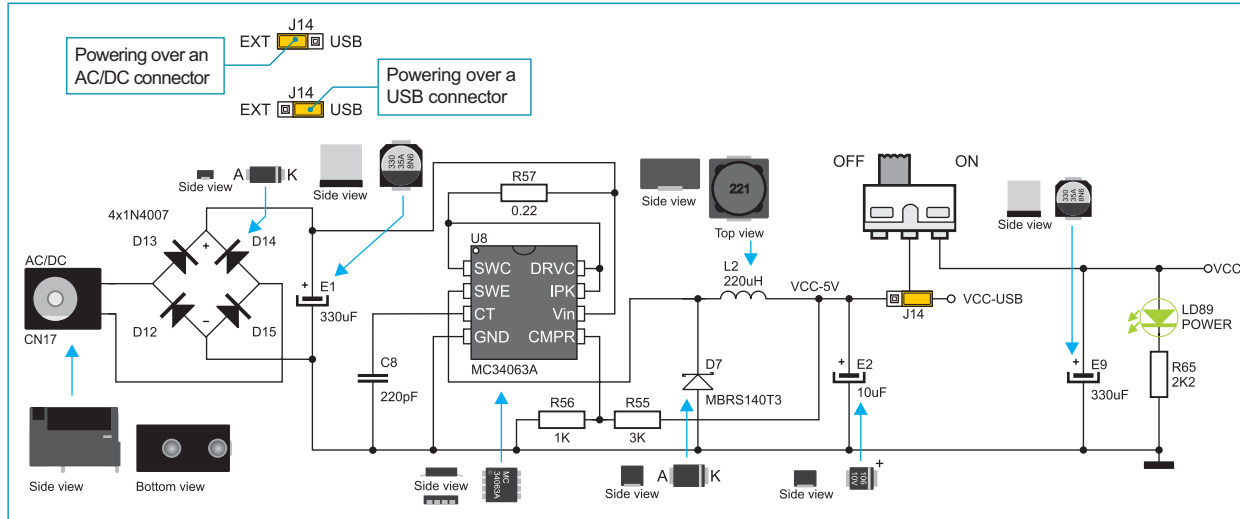 J14
EXT USB
Powering over an
AC/DC connector
Powering over a
USB connector
J14
EXT USB
Side view
A K
4x1N4007
D13
D14
D12
D15
AC/DC
CN17
Side view
Bottom view
Side view
330
35A
8N6
E1
330uF
+
+
−
R57
0.22
U8
SWC DRVC
SWE IPK
CT Vin
GND CMPR
MC34063A
C8
220pF
R56
1K
R55
3K
Side view
MC
34063A
Side view
221
Top view
L2
220uH
VCC-5V
D7
MBRS140T3
A K
Side view
+
E2
10uF
Side view
106
10V
+
OFF ON
J14
VCC-USB
Side view
330
35A
8N6
+
E9
330uF
VCC
LD89
POWER
R65
2K2